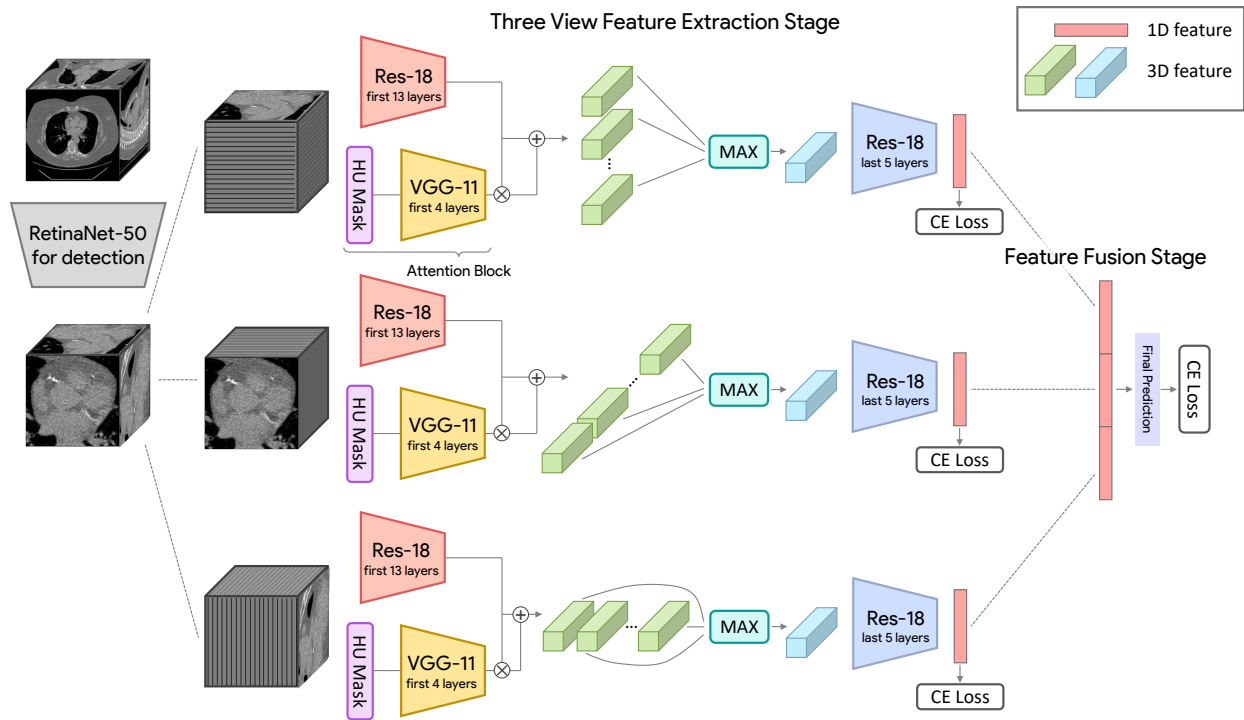 Three View Feature Extraction Stage
1D feature
3D feature
RetinaNet-50
for detection
Res-18
first 13 layers
HU Mask
VGG-11
first 4 layers
Attention Block
MAX
Res-18
last 5 layers
CE Loss
Res-18
first 13 layers
HU Mask
VGG-11
first 4 layers
MAX
Res-18
last 5 layers
CE Loss
Res-18
first 13 layers
HU Mask
VGG-11
first 4 layers
MAX
Res-18
last 5 layers
CE Loss
Feature Fusion Stage
Final Prediction
CE Loss